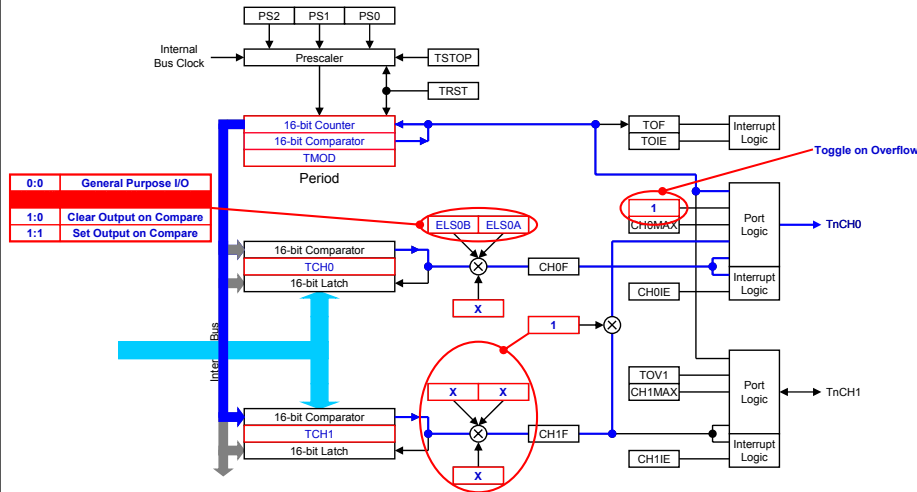 PS2 PS1 PS0
Internal
Bus Clock
Prescaler
TSTOP
TRST
16-bit Counter
16-bit Comparator
TMOD
Period
TOF
TOIE
Interrupt
Logic
Toggle on Overflow
0:0 General Purpose I/O
1:0 Clear Output on Compare
1:1 Set Output on Compare
ELS0B ELS0A
1
CH0MAX
Port
Logic
TnCH0
16-bit Comparator
TCH0
16-bit Latch
CH0F
CH0IE
Interrupt
Logic
X
1
X X
TOV1
CH1MAX
Port
Logic
TnCH1
16-bit Comparator
TCH1
16-bit Latch
CH1F
CH1IE
Interrupt
Logic
X